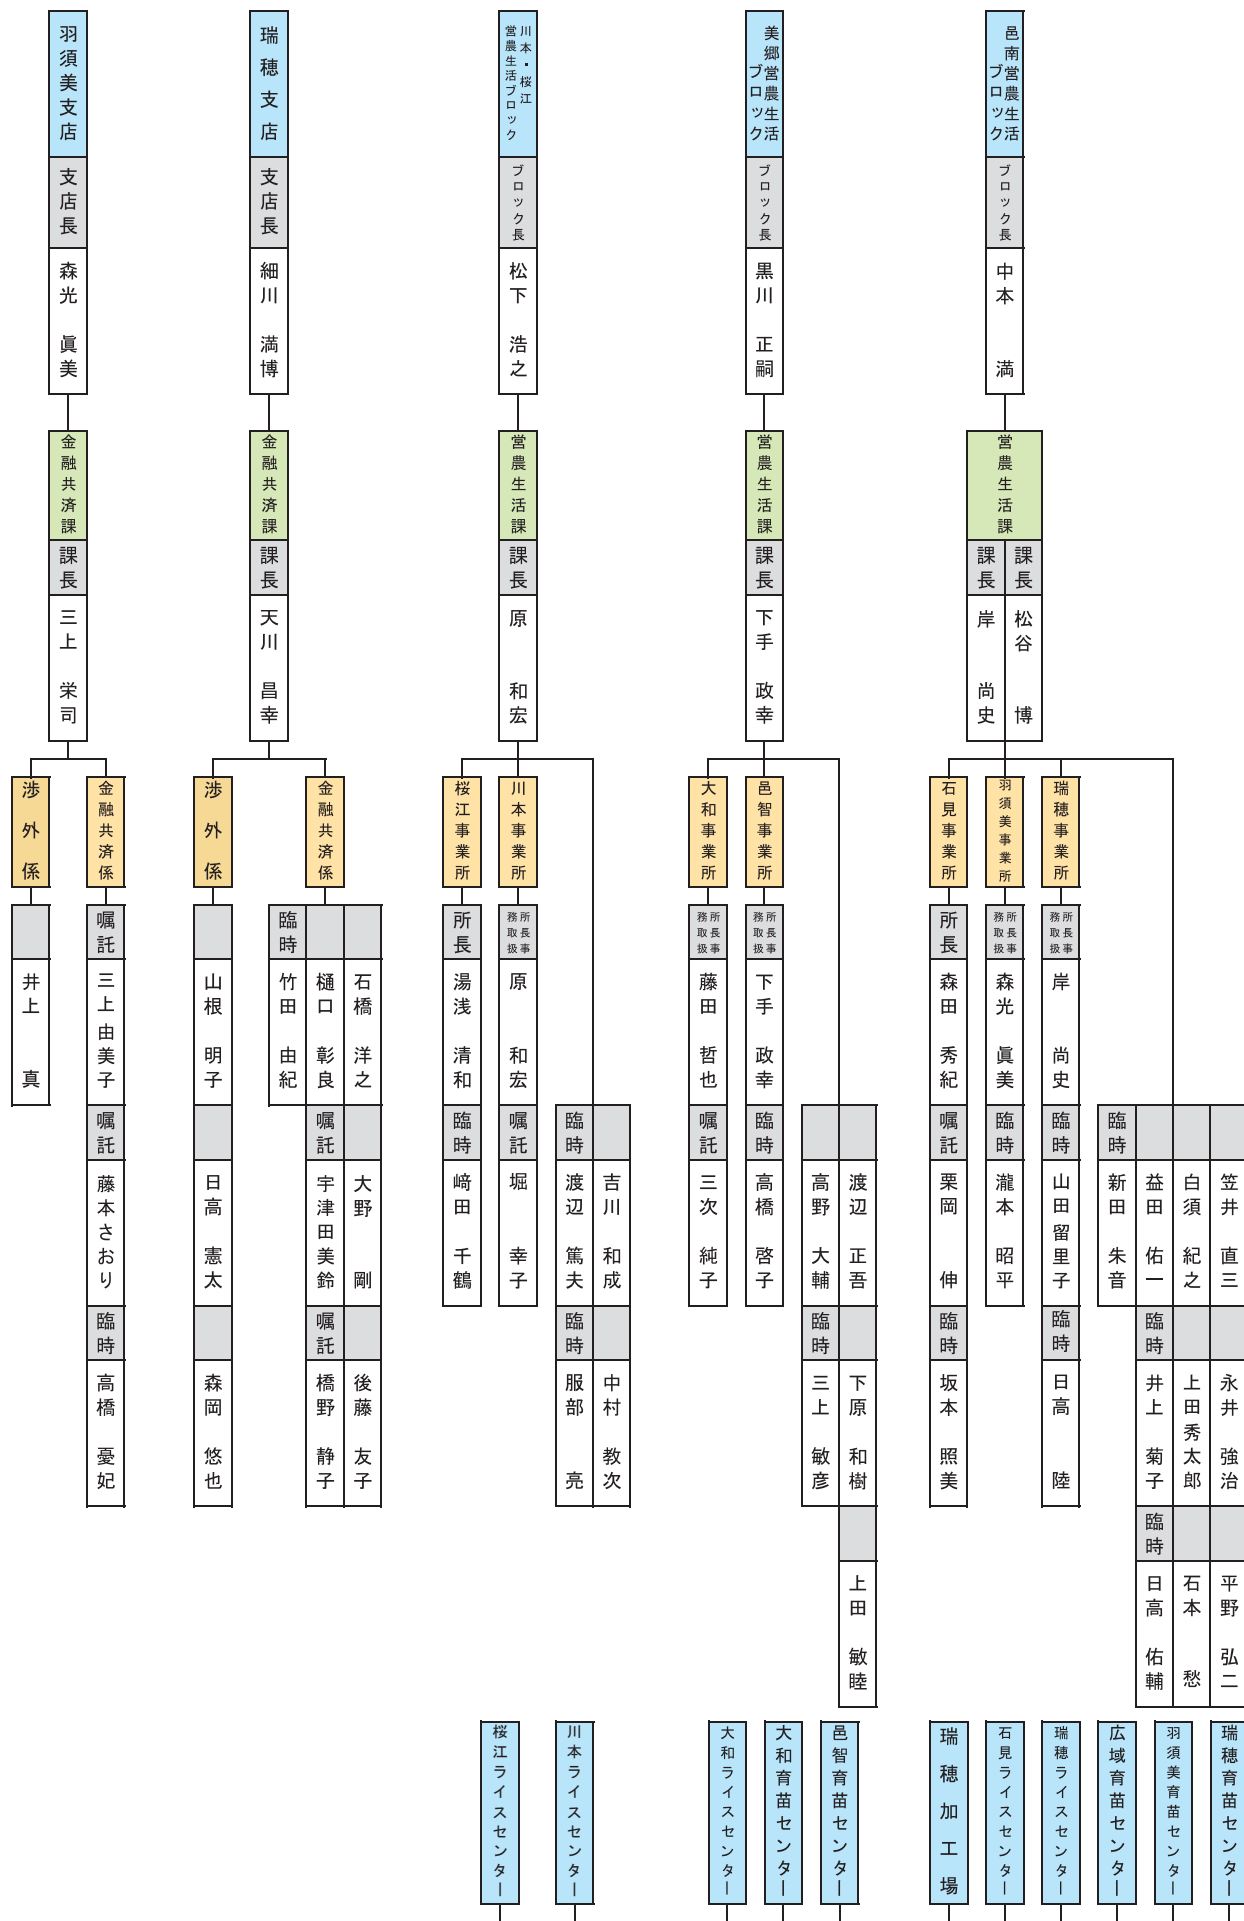 邑南営農生活
ブロック
ブロック長
中本 満
営農生活課
課長
松谷 博
課長
岸 尚史
瑞穂事業所
所長事
務取扱
岸 尚史
臨時
山田留里子
臨時
日高 陸
羽須美事業所
所長事
務取扱
森光 眞美
臨時
瀧本 昭平
石見事業所
所長
森田 秀紀
嘱託
栗岡 伸
臨時
坂本 照美
笠井 直三
白須 紀之
益田 佑一
臨時
新田 朱音
永井 強治
上田秀太郎
臨時
井上 菊子
平野 弘二
石本 愁
臨時
日高 佑輔
瑞穂育苗センター
羽須美育苗センター
広域育苗センター
瑞穂ライスセンター
石見ライスセンター
瑞穂加工場
美郷営農生活
ブロック
ブロック長
黒川 正嗣
営農生活課
課長
下手 政幸
邑智事業所
所長事
務取扱
下手 政幸
臨時
高橋 啓子
大和事業所
所長事
務取扱
藤田 哲也
嘱託
三次 純子
渡辺 正吾
高野 大輔
下原 和樹
臨時
三上 敏彦
上田 敏睦
邑智育苗センター
大和育苗センター
大和ライスセンター
川本・桜江
営農生活ブロック
ブロック長
松下 浩之
営農生活課
課長
原 和宏
川本事業所
所長事
務取扱
原 和宏
嘱託
堀 幸子
桜江事業所
所長
湯浅 清和
臨時
﨑田 千鶴
吉川 和成
臨時
渡辺 篤夫
中村 教次
臨時
服部 亮
川本ライスセンター
桜江ライスセンター
瑞穂支店
支店長
細川 満博
金融共済課
課長
天川 昌幸
金融共済係
石橋 洋之
樋口 彰良
臨時
竹田 由紀
大野 剛
嘱託
宇津田美鈴
後藤 友子
嘱託
橋野 静子
渉外係
山根 明子
日高 憲太
森岡 悠也
羽須美支店
支店長
森光 眞美
金融共済課
課長
三上 栄司
金融共済係
嘱託
三上由美子
嘱託
藤本さおり
臨時
高橋 憂妃
渉外係
井上 真